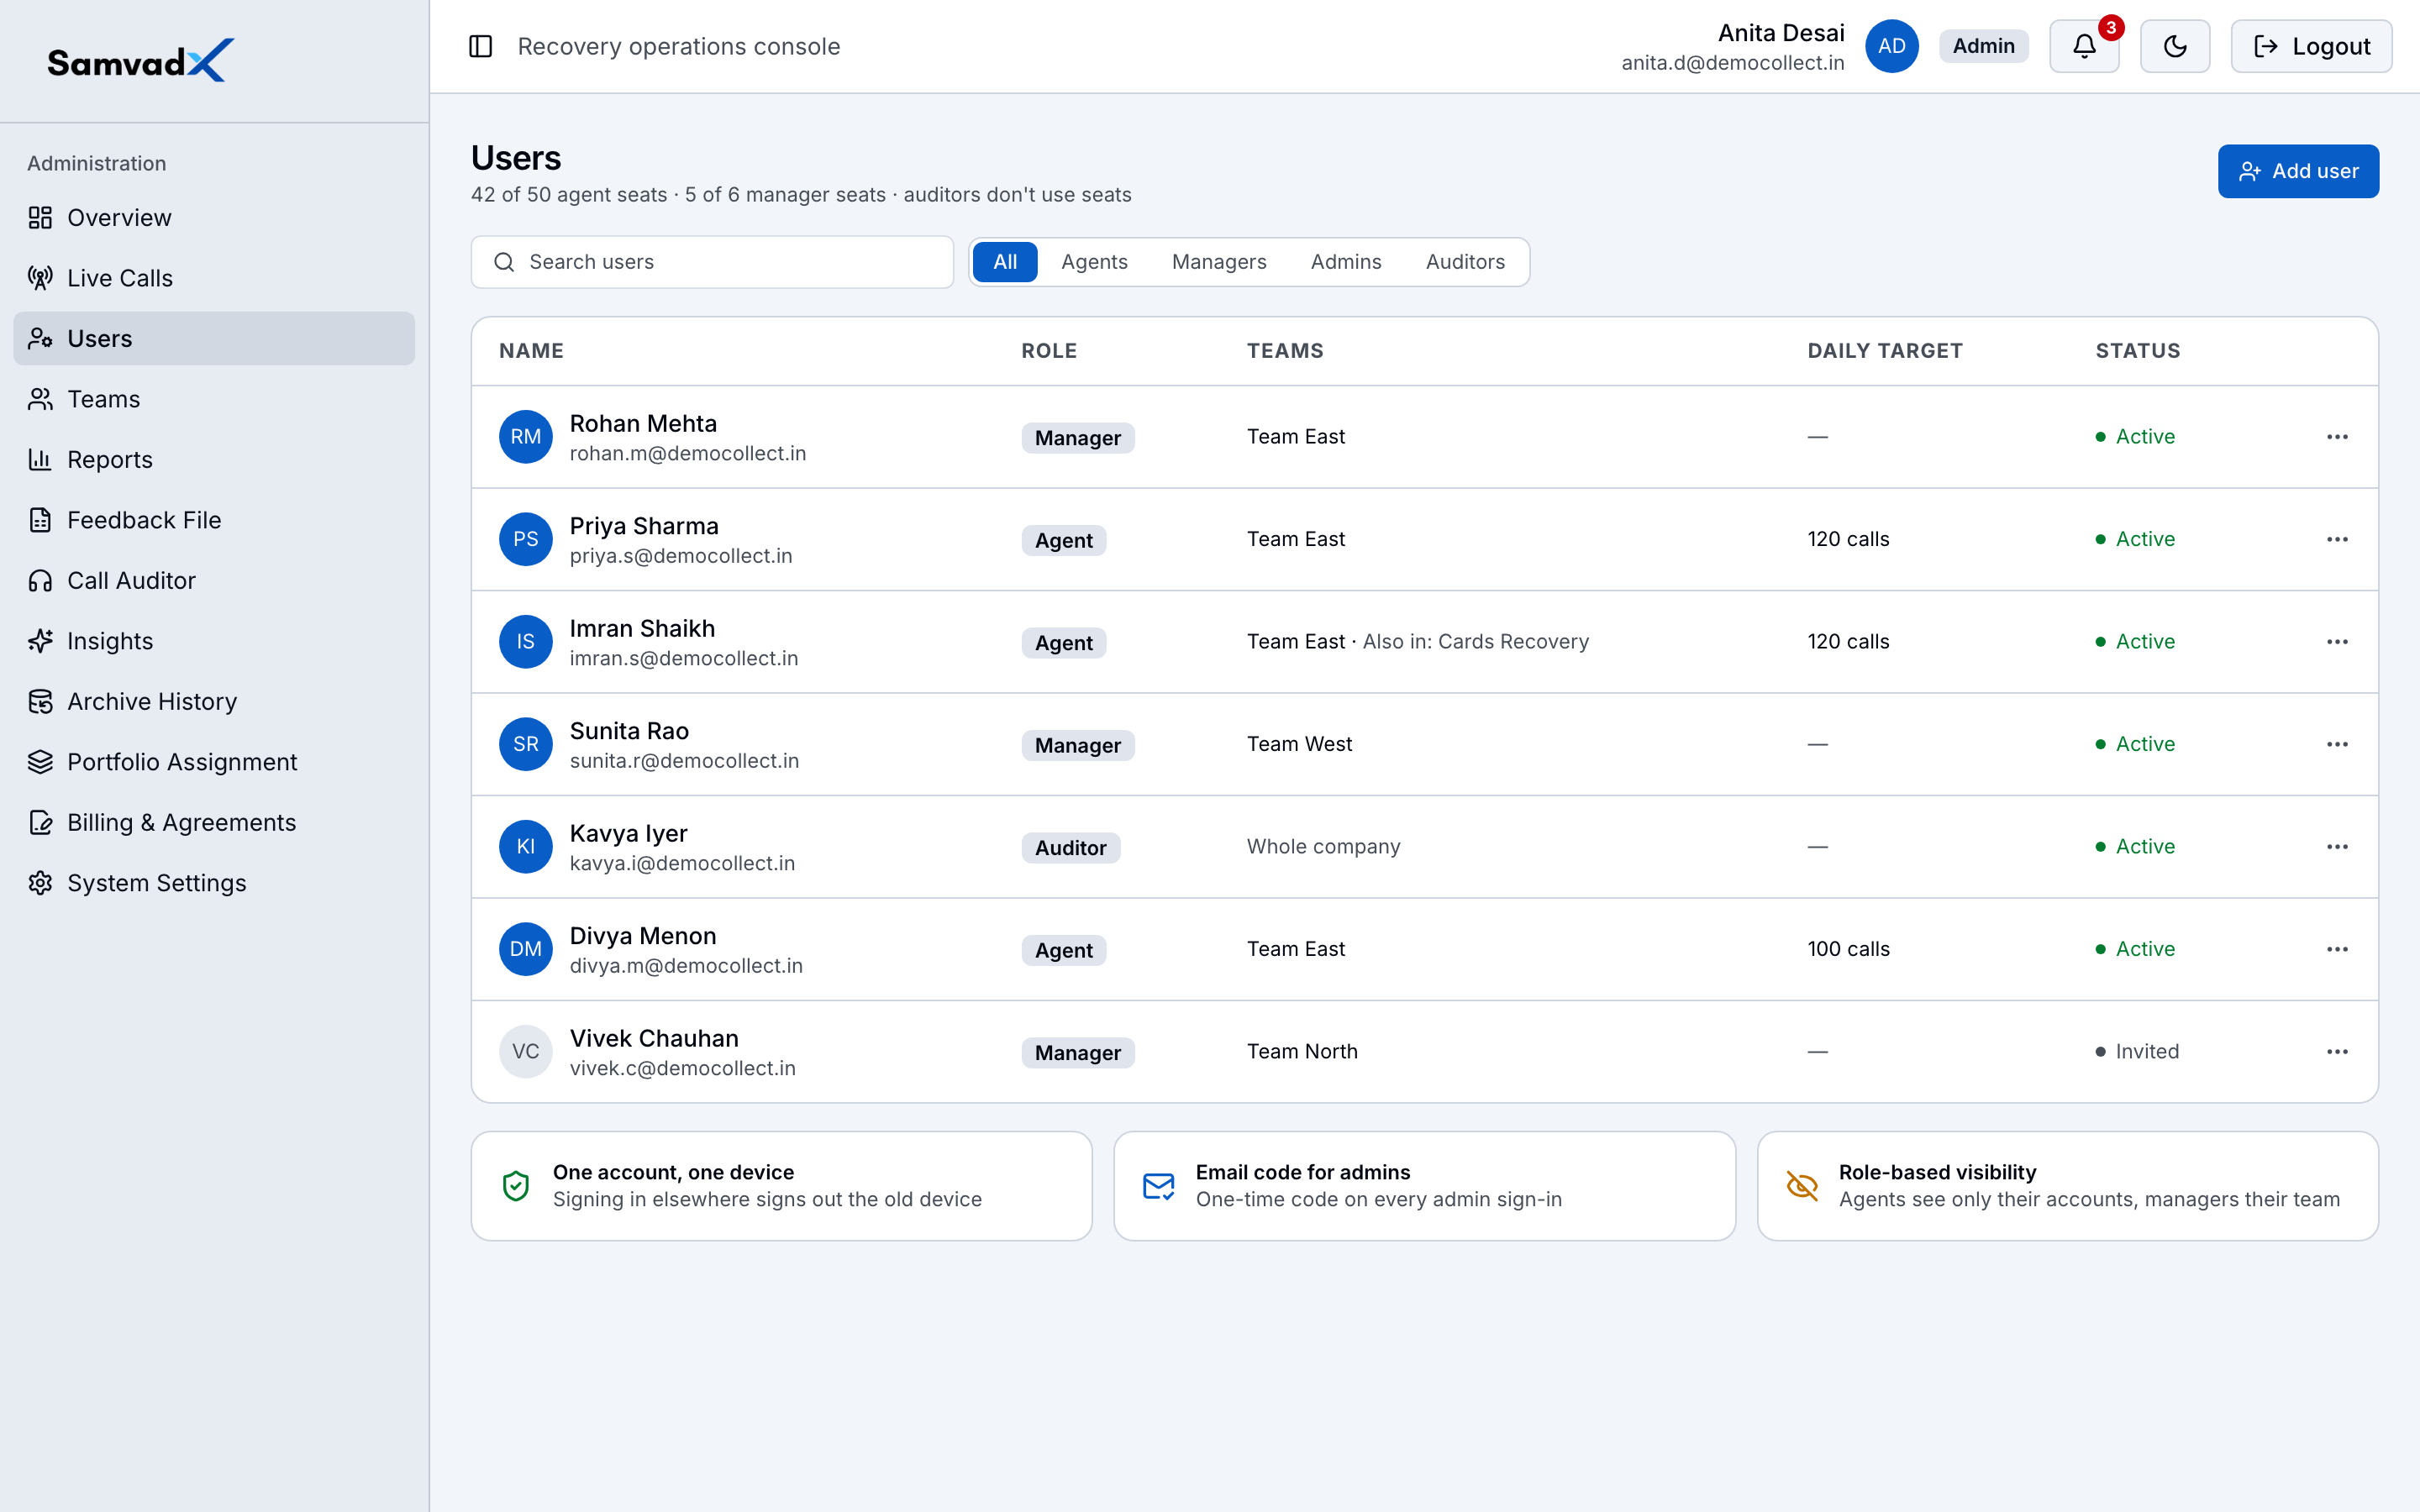 SamvadX
Recovery operations console
Anita Desai
anita.d@democollect.in
AD
Admin
3
Logout
Administration
Overview
Live Calls
Users
Teams
Reports
Feedback File
Call Auditor
Insights
Archive History
Portfolio Assignment
Billing & Agreements
System Settings
Users
42 of 50 agent seats · 5 of 6 manager seats · auditors don't use seats
Add user
Search users
All Agents Managers Admins Auditors
NAME ROLE TEAMS DAILY TARGET STATUS
RM Rohan Mehta
rohan.m@democollect.in
Manager Team East — Active
PS Priya Sharma
priya.s@democollect.in
Agent Team East 120 calls Active
IS Imran Shaikh
imran.s@democollect.in
Agent Team East · Also in: Cards Recovery 120 calls Active
SR Sunita Rao
sunita.r@democollect.in
Manager Team West — Active
KI Kavya Iyer
kavya.i@democollect.in
Auditor Whole company — Active
DM Divya Menon
divya.m@democollect.in
Agent Team East 100 calls Active
VC Vivek Chauhan
vivek.c@democollect.in
Manager Team North — Invited
One account, one device
Signing in elsewhere signs out the old device
Email code for admins
One-time code on every admin sign-in
Role-based visibility
Agents see only their accounts, managers their team